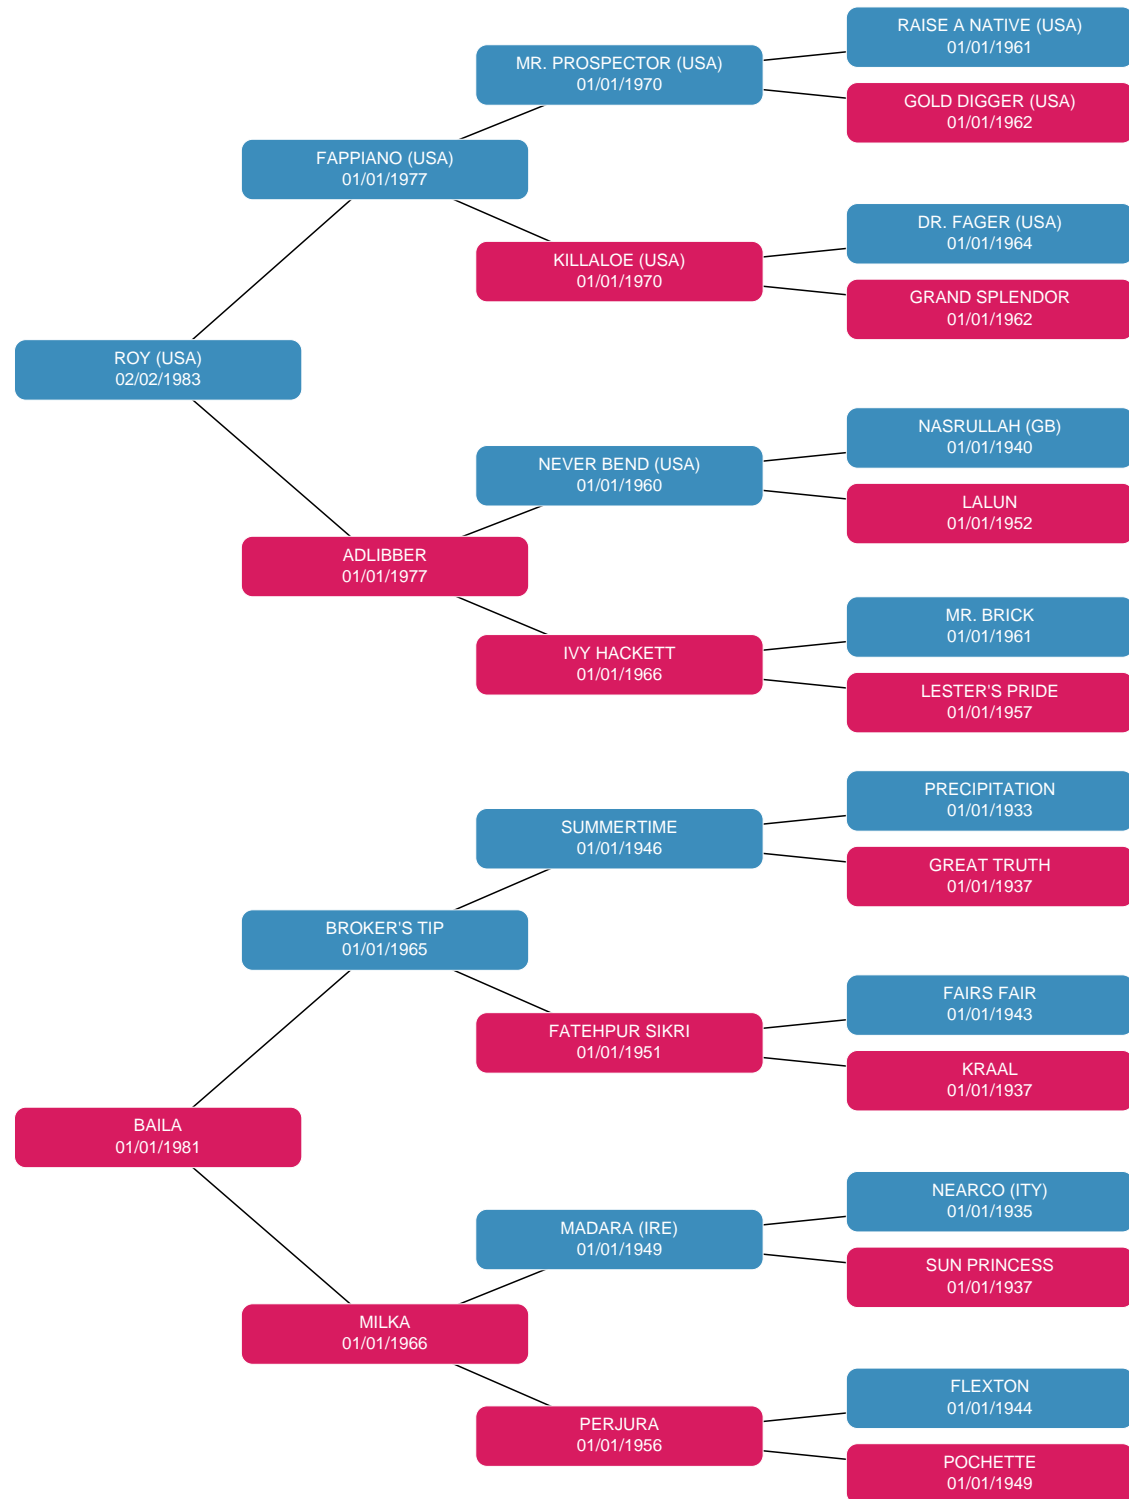 RAISE A NATIVE (USA)
01/01/1961
MR. PROSPECTOR (USA)
01/01/1970
GOLD DIGGER (USA)
01/01/1962
FAPPIANO (USA)
01/01/1977
DR. FAGER (USA)
01/01/1964
KILLALOE (USA)
01/01/1970
GRAND SPLENDOR
01/01/1962
ROY (USA)
02/02/1983
NASRULLAH (GB)
01/01/1940
NEVER BEND (USA)
01/01/1960
LALUN
01/01/1952
ADLIBBER
01/01/1977
MR. BRICK
01/01/1961
IVY HACKETT
01/01/1966
LESTER'S PRIDE
01/01/1957
PRECIPITATION
01/01/1933
SUMMERTIME
01/01/1946
GREAT TRUTH
01/01/1937
BROKER'S TIP
01/01/1965
FAIRS FAIR
01/01/1943
FATEHPUR SIKRI
01/01/1951
KRAAL
01/01/1937
BAILA
01/01/1981
NEARCO (ITY)
01/01/1935
MADARA (IRE)
01/01/1949
SUN PRINCESS
01/01/1937
MILKA
01/01/1966
FLEXTON
01/01/1944
PERJURA
01/01/1956
POCHETTE
01/01/1949